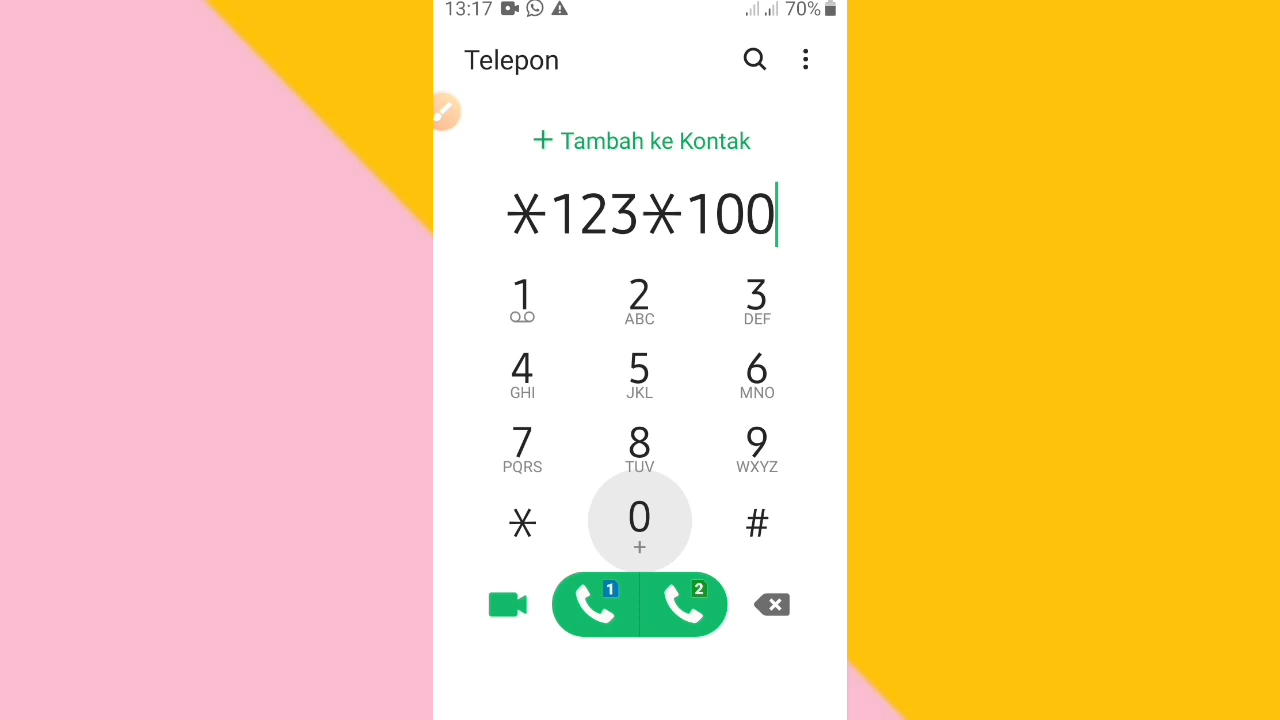 13:17 70%
Telepon
+ Tambah ke Kontak
*123*100
1 2 3
ABC DEF
4 5 6
GHI JKL MNO
7 8 9
PQRS TUV WXYZ
* 0 #
+
1 2